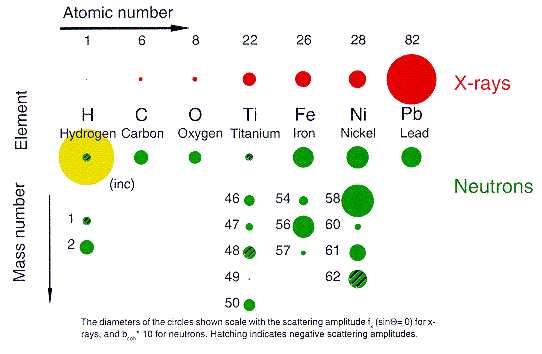 Atomic number
1 6 8 22 26 28 82
X-rays
Element
H C O Ti Fe Ni Pb
Hydrogen Carbon Oxygen Titanium Iron Nickel Lead
(inc)
Neutrons
Mass number
46 54 58
1 47 56 60
2 48 57 61
49 62
50
The diameters of the circles shown scale with the scattering amplitude fx (sinΘ= 0) for x-
rays, and bcoh* 10 for neutrons. Hatching indicates negative scattering amplitudes.